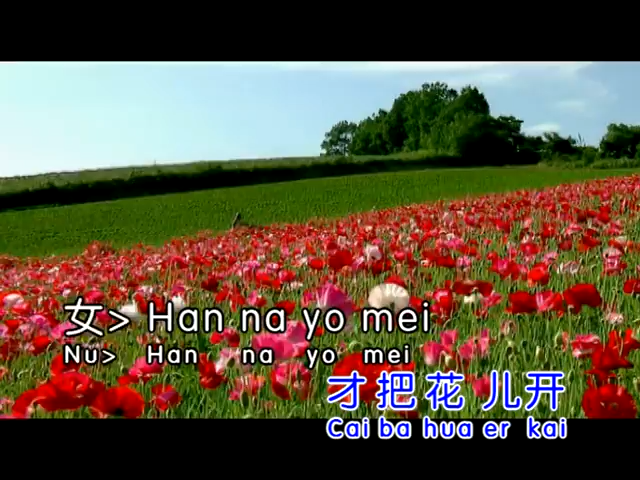 女> Han na yo mei
Nu> Han na yo mei
才把花儿开
Cai ba hua er kai